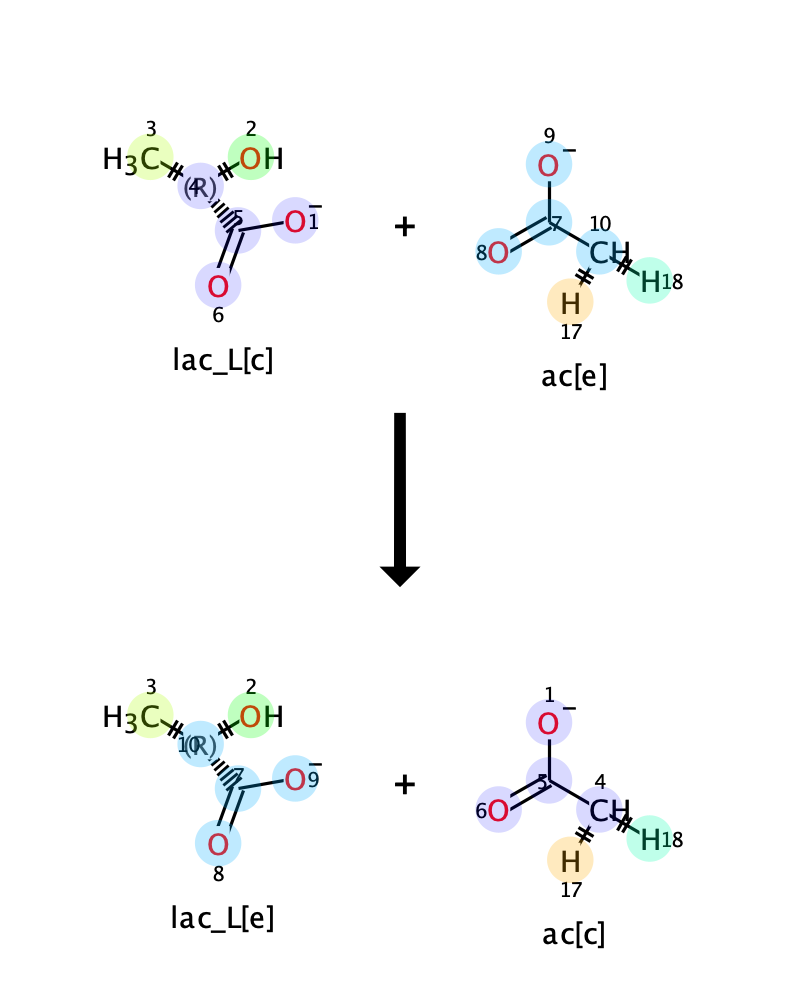 3 2
H3C (R) OH
4 5
O− 1
O
6
lac_L[c]
+
9
O−
7 10
8 O CH
H 18
H
17
ac[e]
3 2
H3C (R) OH
10 7
O− 9
O
8
lac_L[e]
+
1
O−
5 4
6 O CH
H 18
H
17
ac[c]